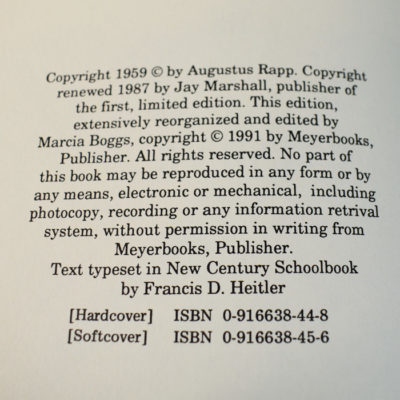 Copyright 1959 © by Augustus Rapp. Copyright
renewed 1987 by Jay Marshall, publisher of
the first, limited edition. This edition,
extensively reorganized and edited by
Marcia Boggs, copyright © 1991 by Meyerbooks,
Publisher. All rights reserved. No part of
this book may be reproduced in any form or by
any means, electronic or mechanical, including
photocopy, recording or any information retrival
system, without permission in writing from
Meyerbooks, Publisher.
Text typeset in New Century Schoolbook
by Francis D. Heitler
[Hardcover] ISBN 0-916638-44-8
[Softcover] ISBN 0-916638-45-6